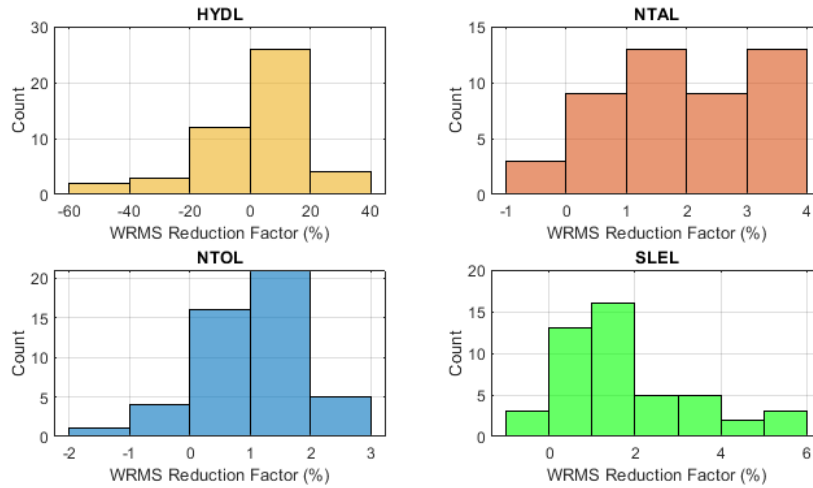 HYDL
30
20
10
0
Count
-60 -40 -20 0 20 40
WRMS Reduction Factor (%)
NTAL
15
10
5
0
Count
-1 0 1 2 3 4
WRMS Reduction Factor (%)
NTOL
20
15
10
5
0
Count
-2 -1 0 1 2 3
WRMS Reduction Factor (%)
SLEL
20
15
10
5
0
Count
0 2 4 6
WRMS Reduction Factor (%)